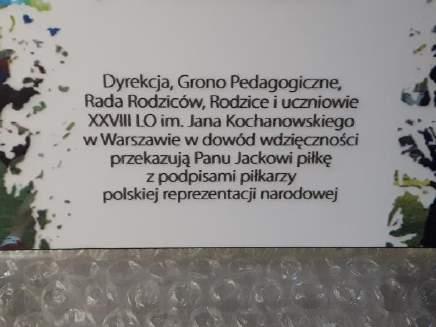 Dyrekcja, Grono Pedagogiczne,
Rada Rodziców, Rodzice i uczniowie
XXVIII LO im. Jana Kochanowskiego
w Warszawie w dowód wdzięczności
przekazują Panu Jackowi piłkę
z podpisami piłkarzy
polskiej reprezentacji narodowej